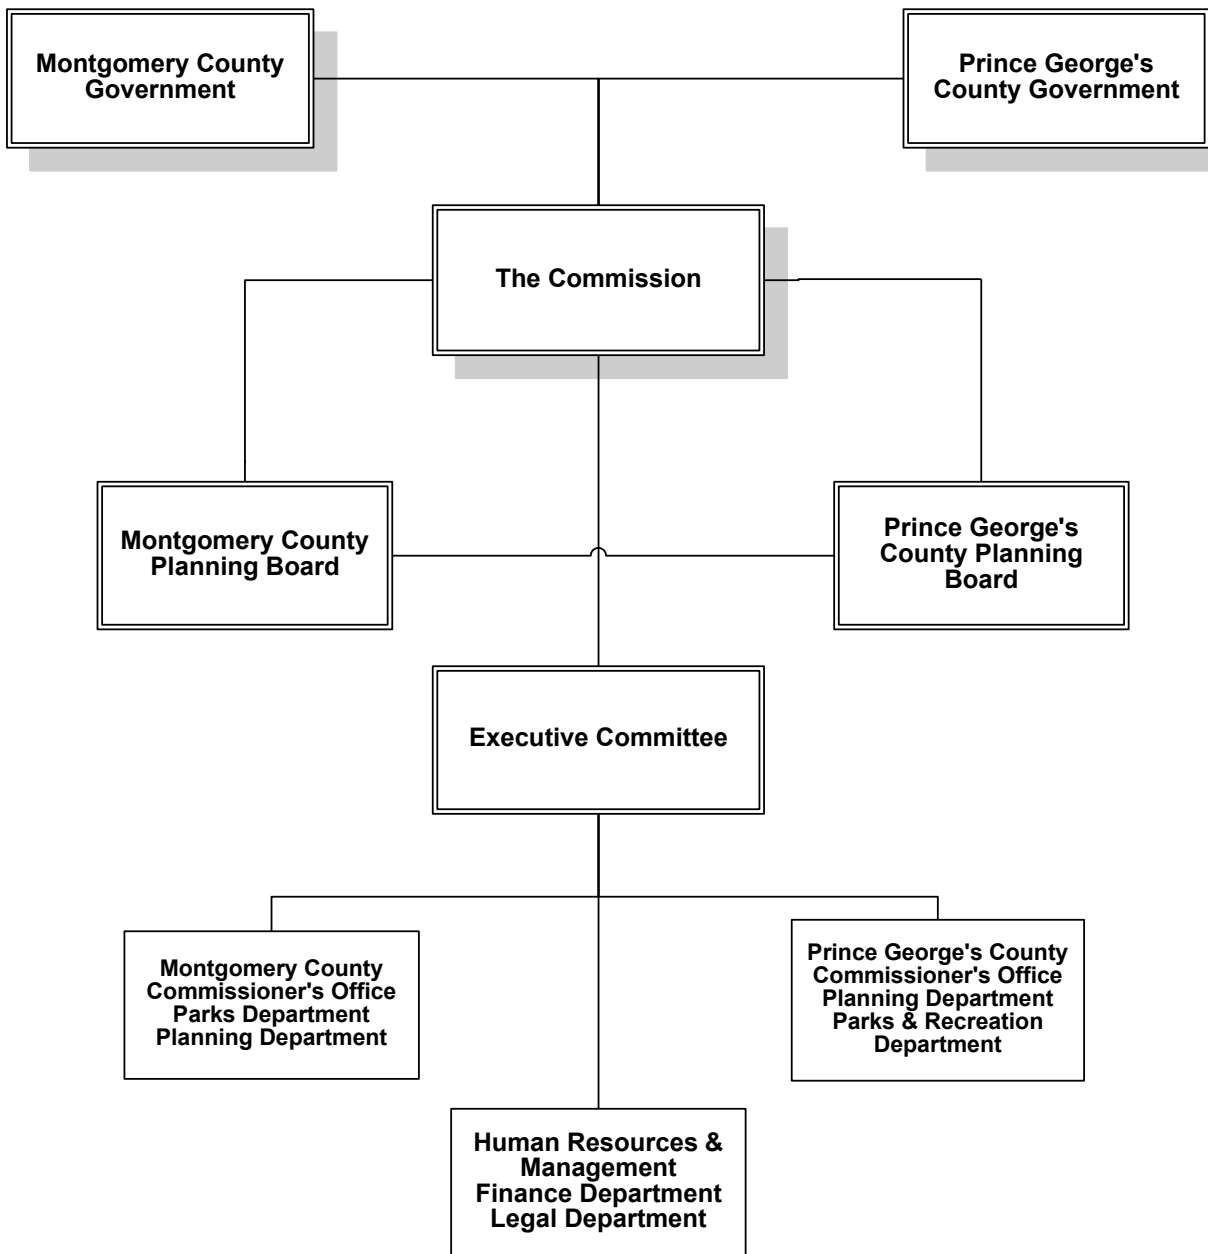 Montgomery County
Government
Prince George's
County Government
The Commission
Montgomery County
Planning Board
Prince George's
County Planning
Board
Executive Committee
Montgomery County
Commissioner's Office
Parks Department
Planning Department
Prince George's County
Commissioner's Office
Planning Department
Parks & Recreation
Department
Human Resources &
Management
Finance Department
Legal Department